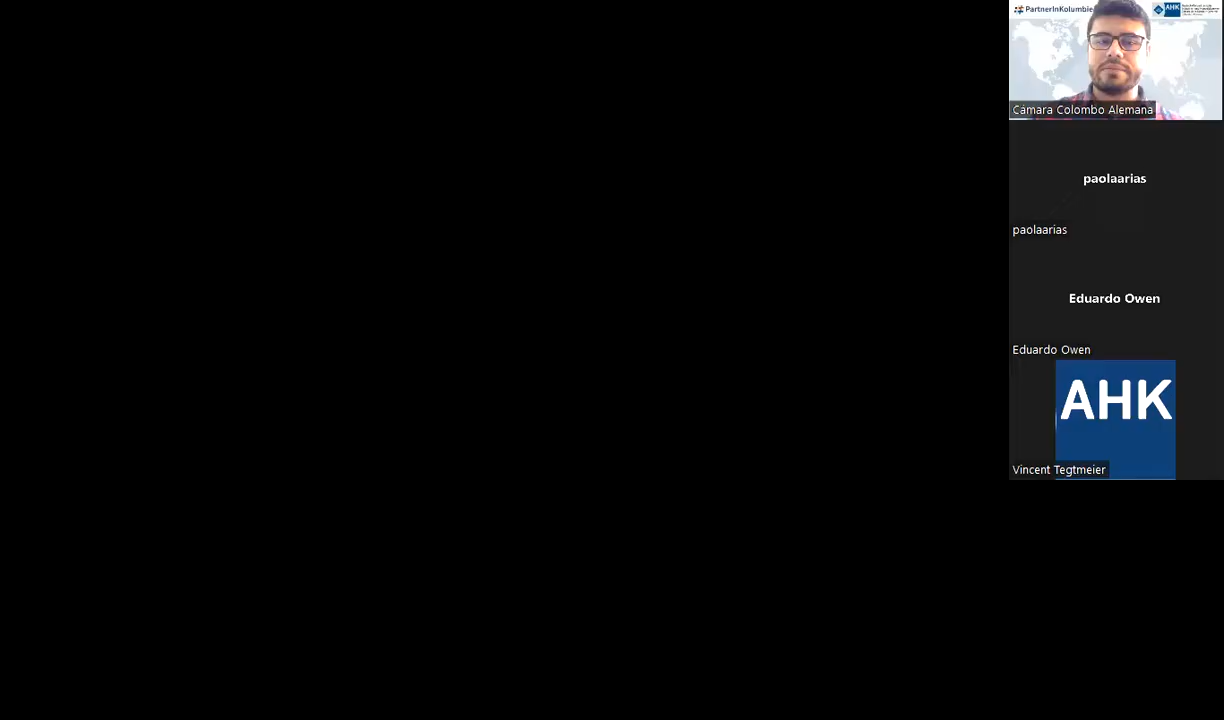 PartnerInKolumbie
AHK
Cámara Colombo Alemana
paolaarias
paolaarias
Eduardo Owen
Eduardo Owen
AHK
Vincent Tegtmeier